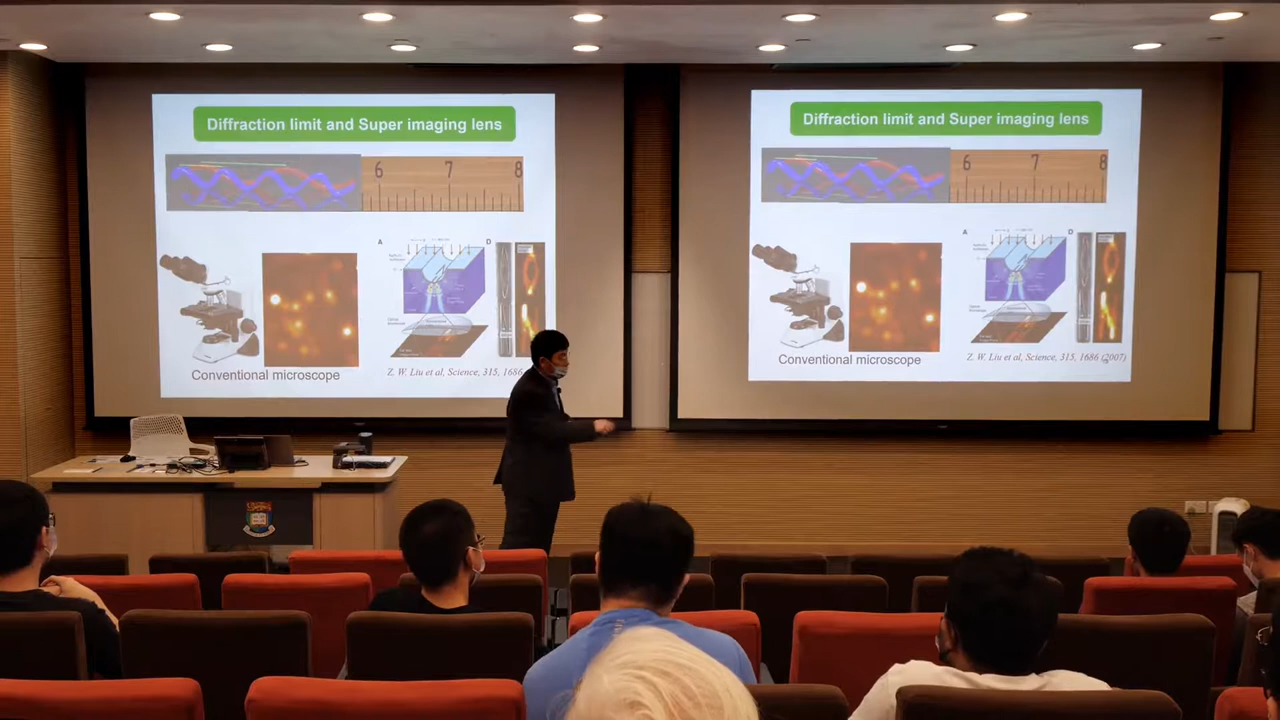 Diffraction limit and Super imaging lens
6 7 8
A D
Conventional microscope
Z. W. Liu et al, Science, 315, 1686
Diffraction limit and Super imaging lens
6 7 8
A D
Conventional microscope
Z. W. Liu et al, Science, 315, 1686 (2007)